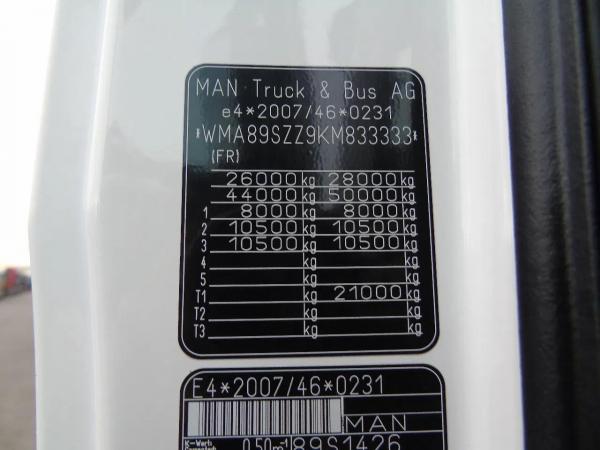 MAN Truck & Bus AG
e4*2007/46*0231
*WMA89SZZ9KM833333*
(FR)
26000 kg 28000 kg
44000 kg 50000 kg
1 8000 kg 8000 kg
2 10500 kg 10500 kg
3 10500 kg 10500 kg
4 kg kg
5 kg kg
T1 kg 21000 kg
T2 kg kg
T3 kg kg
E4*2007/46*0231
MAN
K-Wert
0.50m-1 89S1426